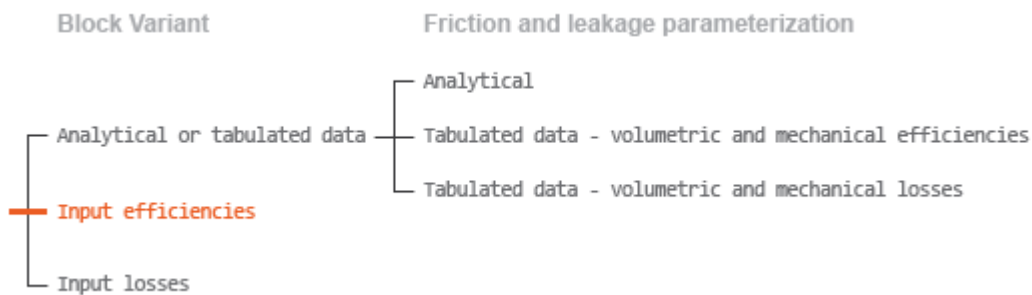 Block Variant Friction and leakage parameterization
Analytical
Analytical or tabulated data Tabulated data - volumetric and mechanical efficiencies
Tabulated data - volumetric and mechanical losses
Input efficiencies
Input losses